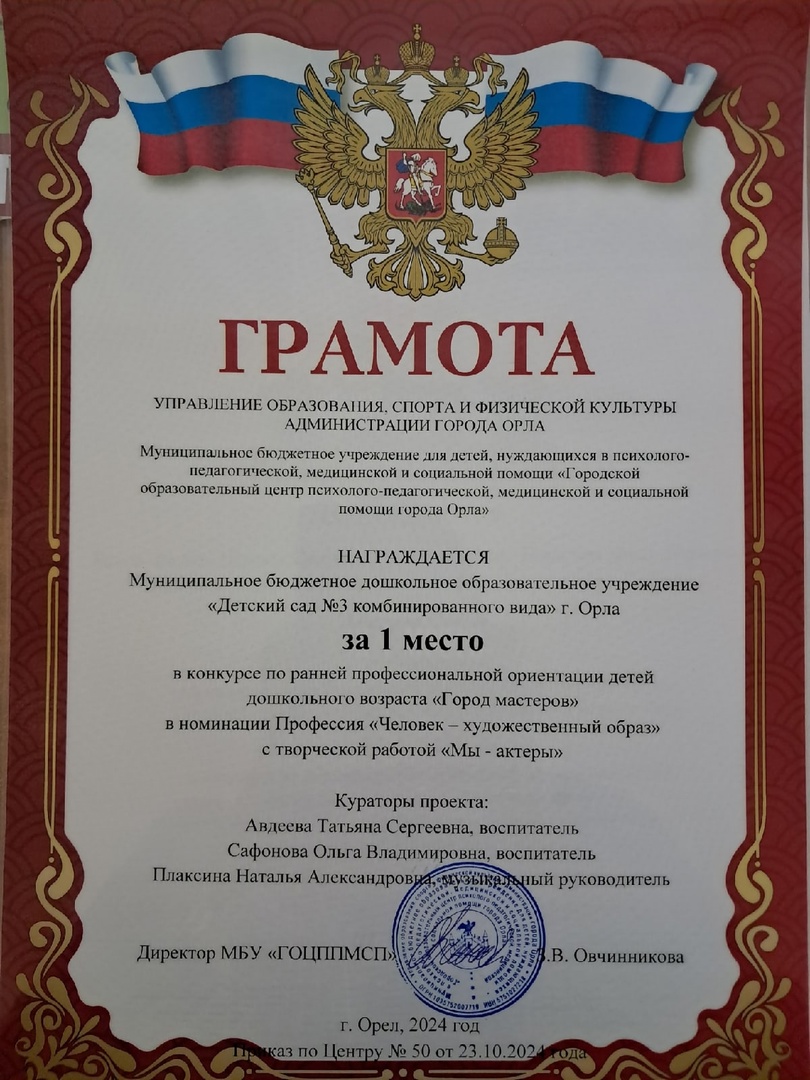 ГРАМОТА
УПРАВЛЕНИЕ ОБРАЗОВАНИЯ, СПОРТА И ФИЗИЧЕСКОЙ КУЛЬТУРЫ
АДМИНИСТРАЦИИ ГОРОДА ОРЛА
Муниципальное бюджетное учреждение для детей, нуждающихся в психолого-
педагогической, медицинской и социальной помощи «Городской
образовательный центр психолого-педагогической, медицинской и социальной
помощи города Орла»
НАГРАЖДАЕТСЯ
Муниципальное бюджетное дошкольное образовательное учреждение
«Детский сад №3 комбинированного вида» г. Орла
за 1 место
в конкурсе по ранней профессиональной ориентации детей
дошкольного возраста «Город мастеров»
в номинации Профессия «Человек – художественный образ»
с творческой работой «Мы - актеры»
Кураторы проекта:
Авдеева Татьяна Сергеевна, воспитатель
Сафонова Ольга Владимировна, воспитатель
Плаксина Наталья Александровна, музыкальный руководитель
Директор МБУ «ГОЦППМСП» В.В. Овчинникова
г. Орел, 2024 год
Приказ по Центру № 50 от 23.10.2024 года